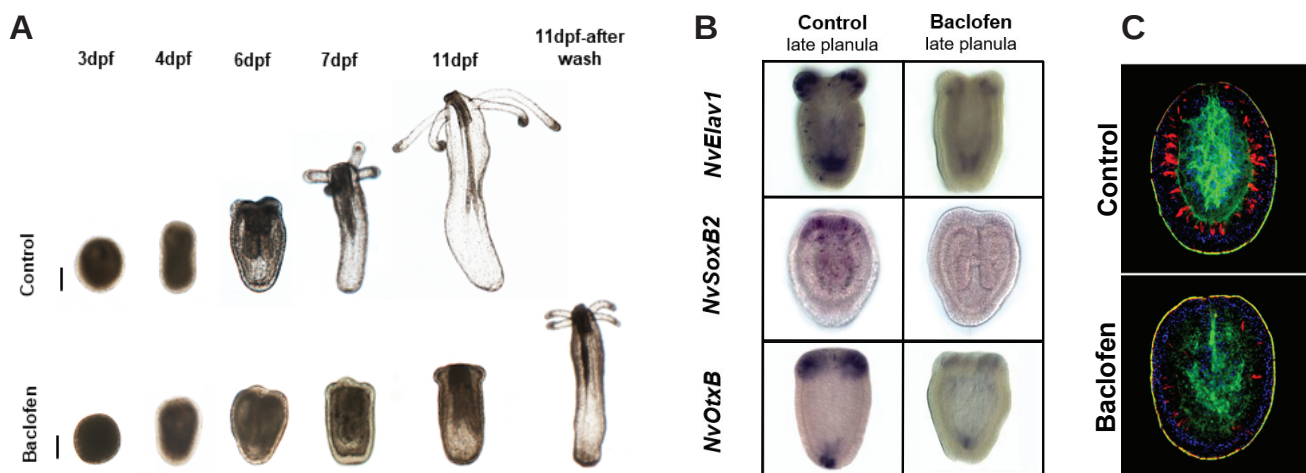 A
3dpf
4dpf
6dpf
7dpf
11dpf
11dpf-after
wash
Control
Baclofen
B
Control
late planula
Baclofen
late planula
NvElav1
NvSoxB2
NvOtxB
C
Control
Baclofen